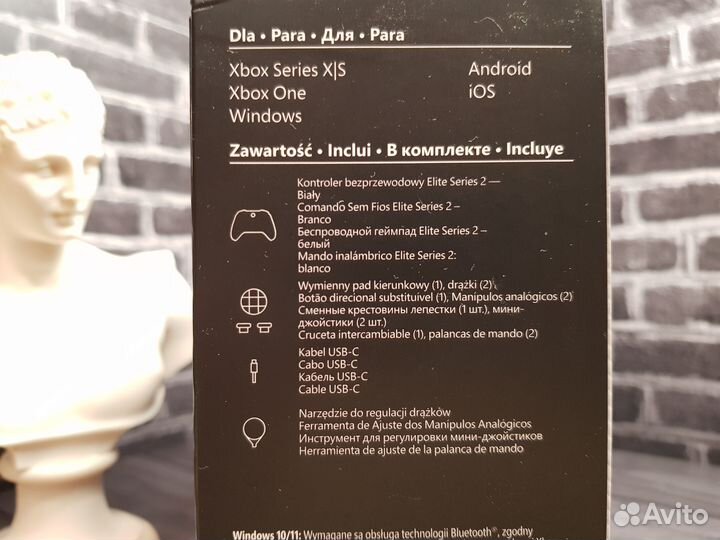 Dla • Para • Для • Para
Xbox Series X|S
Xbox One
Windows
Android
iOS
Zawartość • Inclui • В комплекте • Incluye
Kontroler bezprzewodowy Elite Series 2 —
Biały
Comando Sem Fios Elite Series 2 –
Branco
Беспроводной геймпад Elite Series 2 –
белый
Mando inalámbrico Elite Series 2:
blanco
Wymienny pad kierunkowy (1), drążki (2)
Botão direcional substituível (1), Manípulos analógicos (2)
Сменные крестовины лепестки (1 шт.), мини-
джойстики (2 шт.)
Cruceta intercambiable (1), palancas de mando (2)
Kabel USB-C
Cabo USB-C
Кабель USB-C
Cable USB-C
Narzędzie do regulacji drążków
Ferramenta de Ajuste dos Manípulos Analógicos
Инструмент для регулировки мини-джойстиков
Herramienta de ajuste de la palanca de mando
Windows 10/11: Wymagane są obsługa technologii Bluetooth®, zgodny
Avito